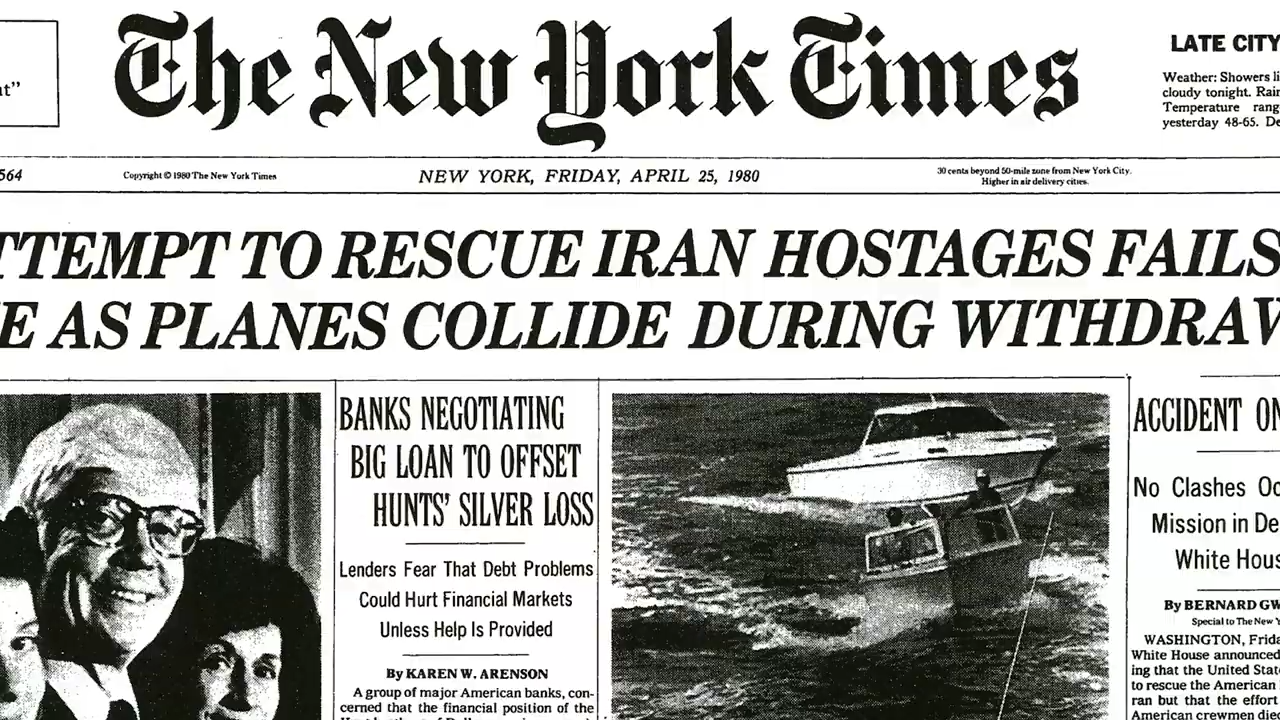 The New York Times
LATE CITY
Weather: Showers li
cloudy tonight. Rain
Temperature rang
yesterday 48-65. De
564
Copyright © 1980 The New York Times
NEW YORK, FRIDAY, APRIL 25, 1980
30 cents beyond 50-mile zone from New York City.
Higher in air delivery cities.
TTEMPT TO RESCUE IRAN HOSTAGES FAILS
E AS PLANES COLLIDE DURING WITHDRAW
BANKS NEGOTIATING
BIG LOAN TO OFFSET
HUNTS' SILVER LOSS
Lenders Fear That Debt Problems
Could Hurt Financial Markets
Unless Help Is Provided
By KAREN W. ARENSON
A group of major American banks, con-
cerned that the financial position of the
ACCIDENT ON
No Clashes Oc
Mission in De
White Hous
By BERNARD GW
Special to The New Y
WASHINGTON, Frida
White House announced
ing that the United State
to rescue the American
ran but that the effort
American crewmen died